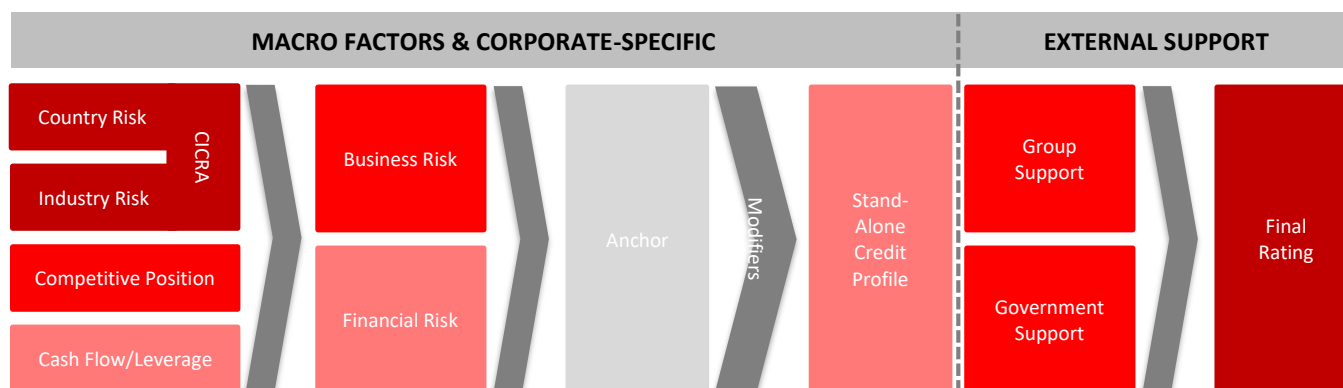 MACRO FACTORS & CORPORATE-SPECIFIC
EXTERNAL SUPPORT
Country Risk
Industry Risk
CICRA
Competitive Position
Cash Flow/Leverage
Business Risk
Financial Risk
Anchor
Modifiers
Stand-
Alone
Credit
Profile
Group
Support
Government
Support
Final
Rating